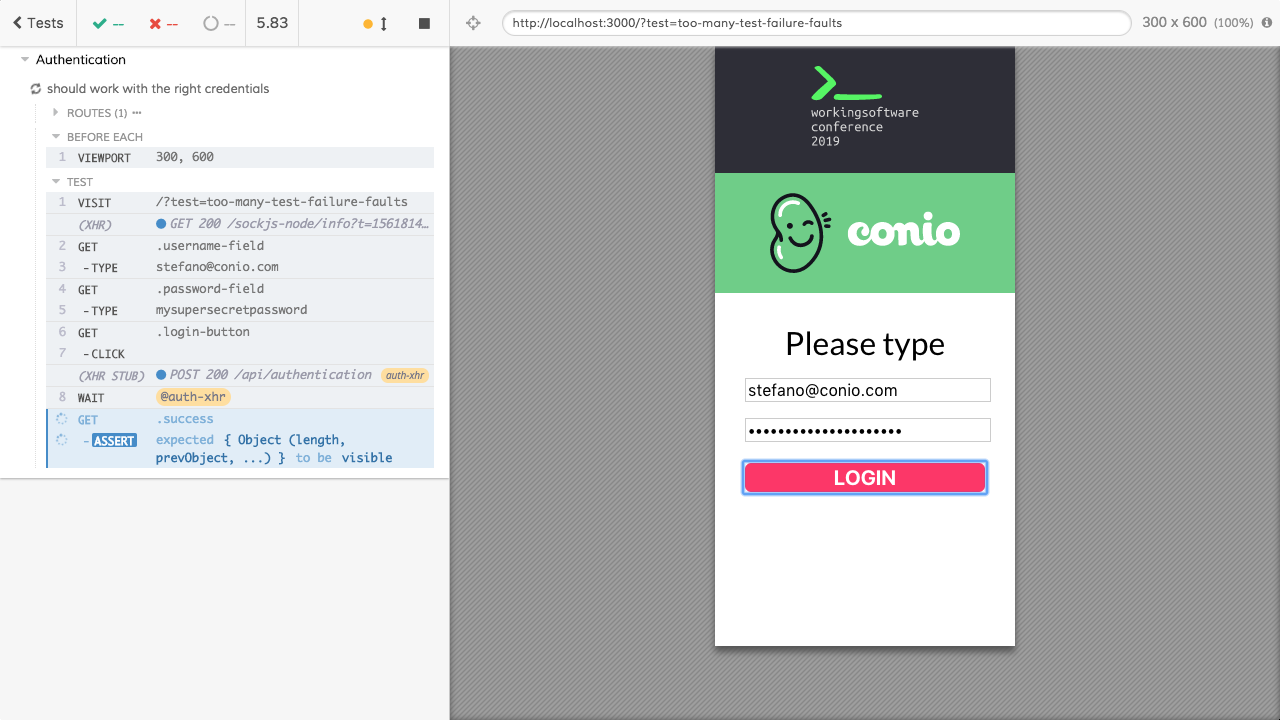 Tests -- -- -- 5.83
http://localhost:3000/?test=too-many-test-failure-faults
300 x 600 (100%)
Authentication
should work with the right credentials
ROUTES (1) •••
BEFORE EACH
1 VIEWPORT 300, 600
TEST
1 VISIT /?test=too-many-test-failure-faults
(XHR) GET 200 /sockjs-node/info?t=1561814…
2 GET .username-field
3 -TYPE stefano@conio.com
4 GET .password-field
5 -TYPE mysupersecretpassword
6 GET .login-button
7 -CLICK
(XHR STUB) POST 200 /api/authentication auth-xhr
8 WAIT @auth-xhr
GET .success
-ASSERT expected { Object (length,
prevObject, ...) } to be visible
workingsoftware
conference
2019
conio
Please type
stefano@conio.com
•••••••••••••••••••••
LOGIN